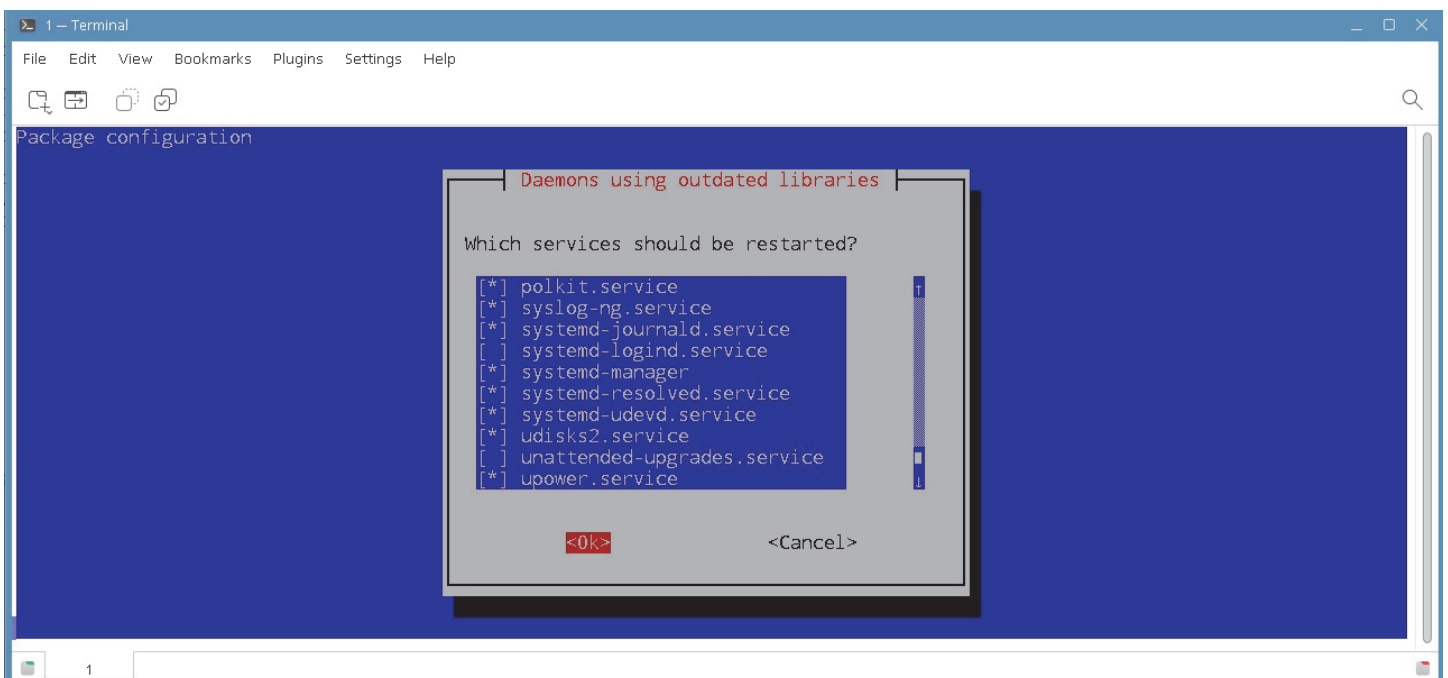 1 — Terminal
File Edit View Bookmarks Plugins Settings Help
Package configuration
Daemons using outdated libraries
Which services should be restarted?
[*] polkit.service
[*] syslog-ng.service
[*] systemd-journald.service
[ ] systemd-logind.service
[*] systemd-manager
[*] systemd-resolved.service
[*] systemd-udevd.service
[*] udisks2.service
[ ] unattended-upgrades.service
[*] upower.service
<Ok> <Cancel>
1